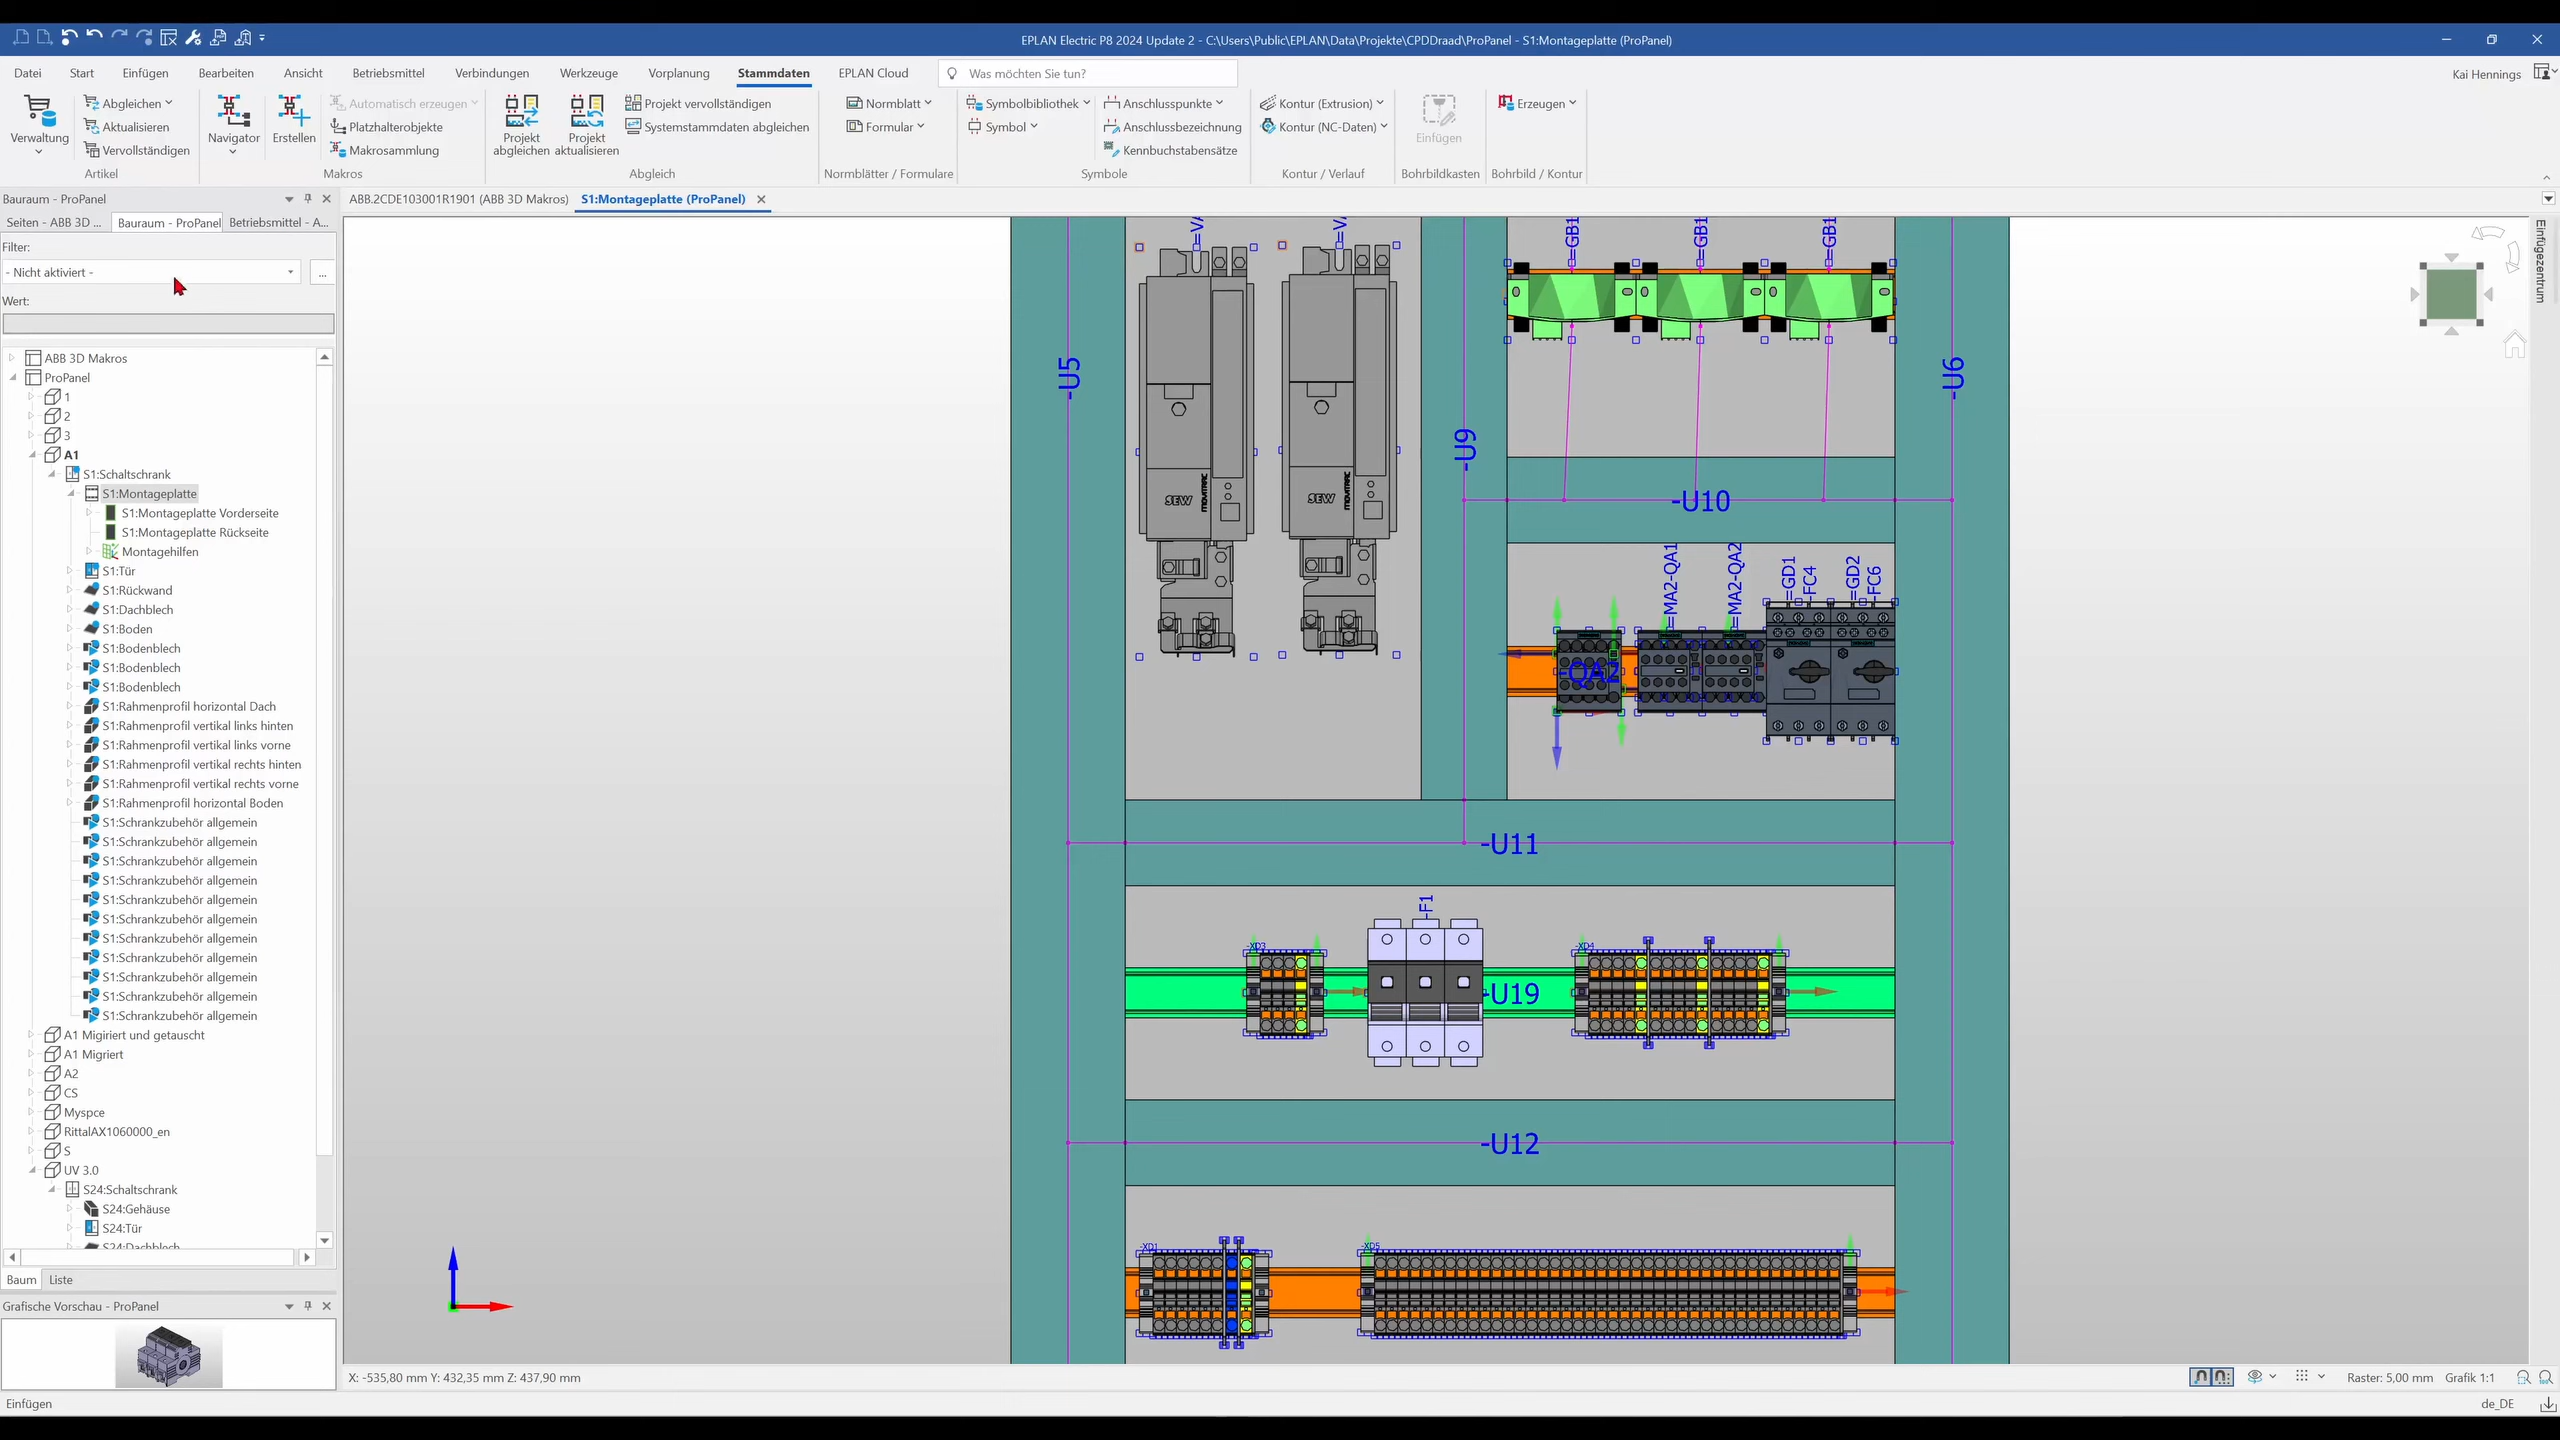 EPLAN Electric P8 2024 Update 2 - C:\Users\Public\EPLAN\Data\Projekte\CPDDraad\ProPanel - S1:Montageplatte (ProPanel)
Datei Start Einfügen Bearbeiten Ansicht Betriebsmittel Verbindungen Werkzeuge Vorplanung Stammdaten EPLAN Cloud Was möchten Sie tun? Kai Hennings
Verwaltung
Abgleichen
Aktualisieren
Vervollständigen
Artikel
Navigator
Erstellen
Automatisch erzeugen
Platzhalterobjekte
Makrosammlung
Makros
Projekt abgleichen
Projekt aktualisieren
Projekt vervollständigen
Systemstammdaten abgleichen
Abgleich
Normblatt
Formular
Normblätter / Formulare
Symbolbibliothek
Symbol
Anschlusspunkte
Anschlussbezeichnung
Kennbuchstabensätze
Symbole
Kontur (Extrusion)
Kontur (NC-Daten)
Kontur / Verlauf
Einfügen
Bohrbildkasten
Erzeugen
Bohrbild / Kontur
Bauraum - ProPanel
Seiten - ABB 3D ... Bauraum - ProPanel Betriebsmittel - A...
Filter:
- Nicht aktiviert -
...
Wert:
ABB 3D Makros
ProPanel
1
2
3
A1
S1:Schaltschrank
S1:Montageplatte
S1:Montageplatte Vorderseite
S1:Montageplatte Rückseite
Montagehilfen
S1:Tür
S1:Rückwand
S1:Dachblech
S1:Boden
S1:Bodenblech
S1:Bodenblech
S1:Bodenblech
S1:Rahmenprofil horizontal Dach
S1:Rahmenprofil vertikal links hinten
S1:Rahmenprofil vertikal links vorne
S1:Rahmenprofil vertikal rechts hinten
S1:Rahmenprofil vertikal rechts vorne
S1:Rahmenprofil horizontal Boden
S1:Schrankzubehör allgemein
S1:Schrankzubehör allgemein
S1:Schrankzubehör allgemein
S1:Schrankzubehör allgemein
S1:Schrankzubehör allgemein
S1:Schrankzubehör allgemein
S1:Schrankzubehör allgemein
S1:Schrankzubehör allgemein
S1:Schrankzubehör allgemein
S1:Schrankzubehör allgemein
S1:Schrankzubehör allgemein
A1 Migiriert und getauscht
A1 Migriert
A2
CS
Myspce
RittalAX1060000_en
S
UV 3.0
S24:Schaltschrank
S24:Gehäuse
S24:Tür
S24:Dachblech
Baum Liste
Grafische Vorschau - ProPanel
ABB.2CDE103001R1901 (ABB 3D Makros) S1:Montageplatte (ProPanel)
Einfügezentrum
=GB1
=GB1
=GB1
-U5
-U9
-U6
SEW
MOVITRAC
SEW
MOVITRAC
-U10
=MA2-QA1
=MA2-QA2
=GD1
-FC4
=GD2
-FC6
-QA2
-U11
-F1
-XD3
-U19
-XD4
-U12
-XD1
-XD5
X: -535,80 mm Y: 432,35 mm Z: 437,90 mm
Raster: 5,00 mm Grafik 1:1
Einfügen
de_DE